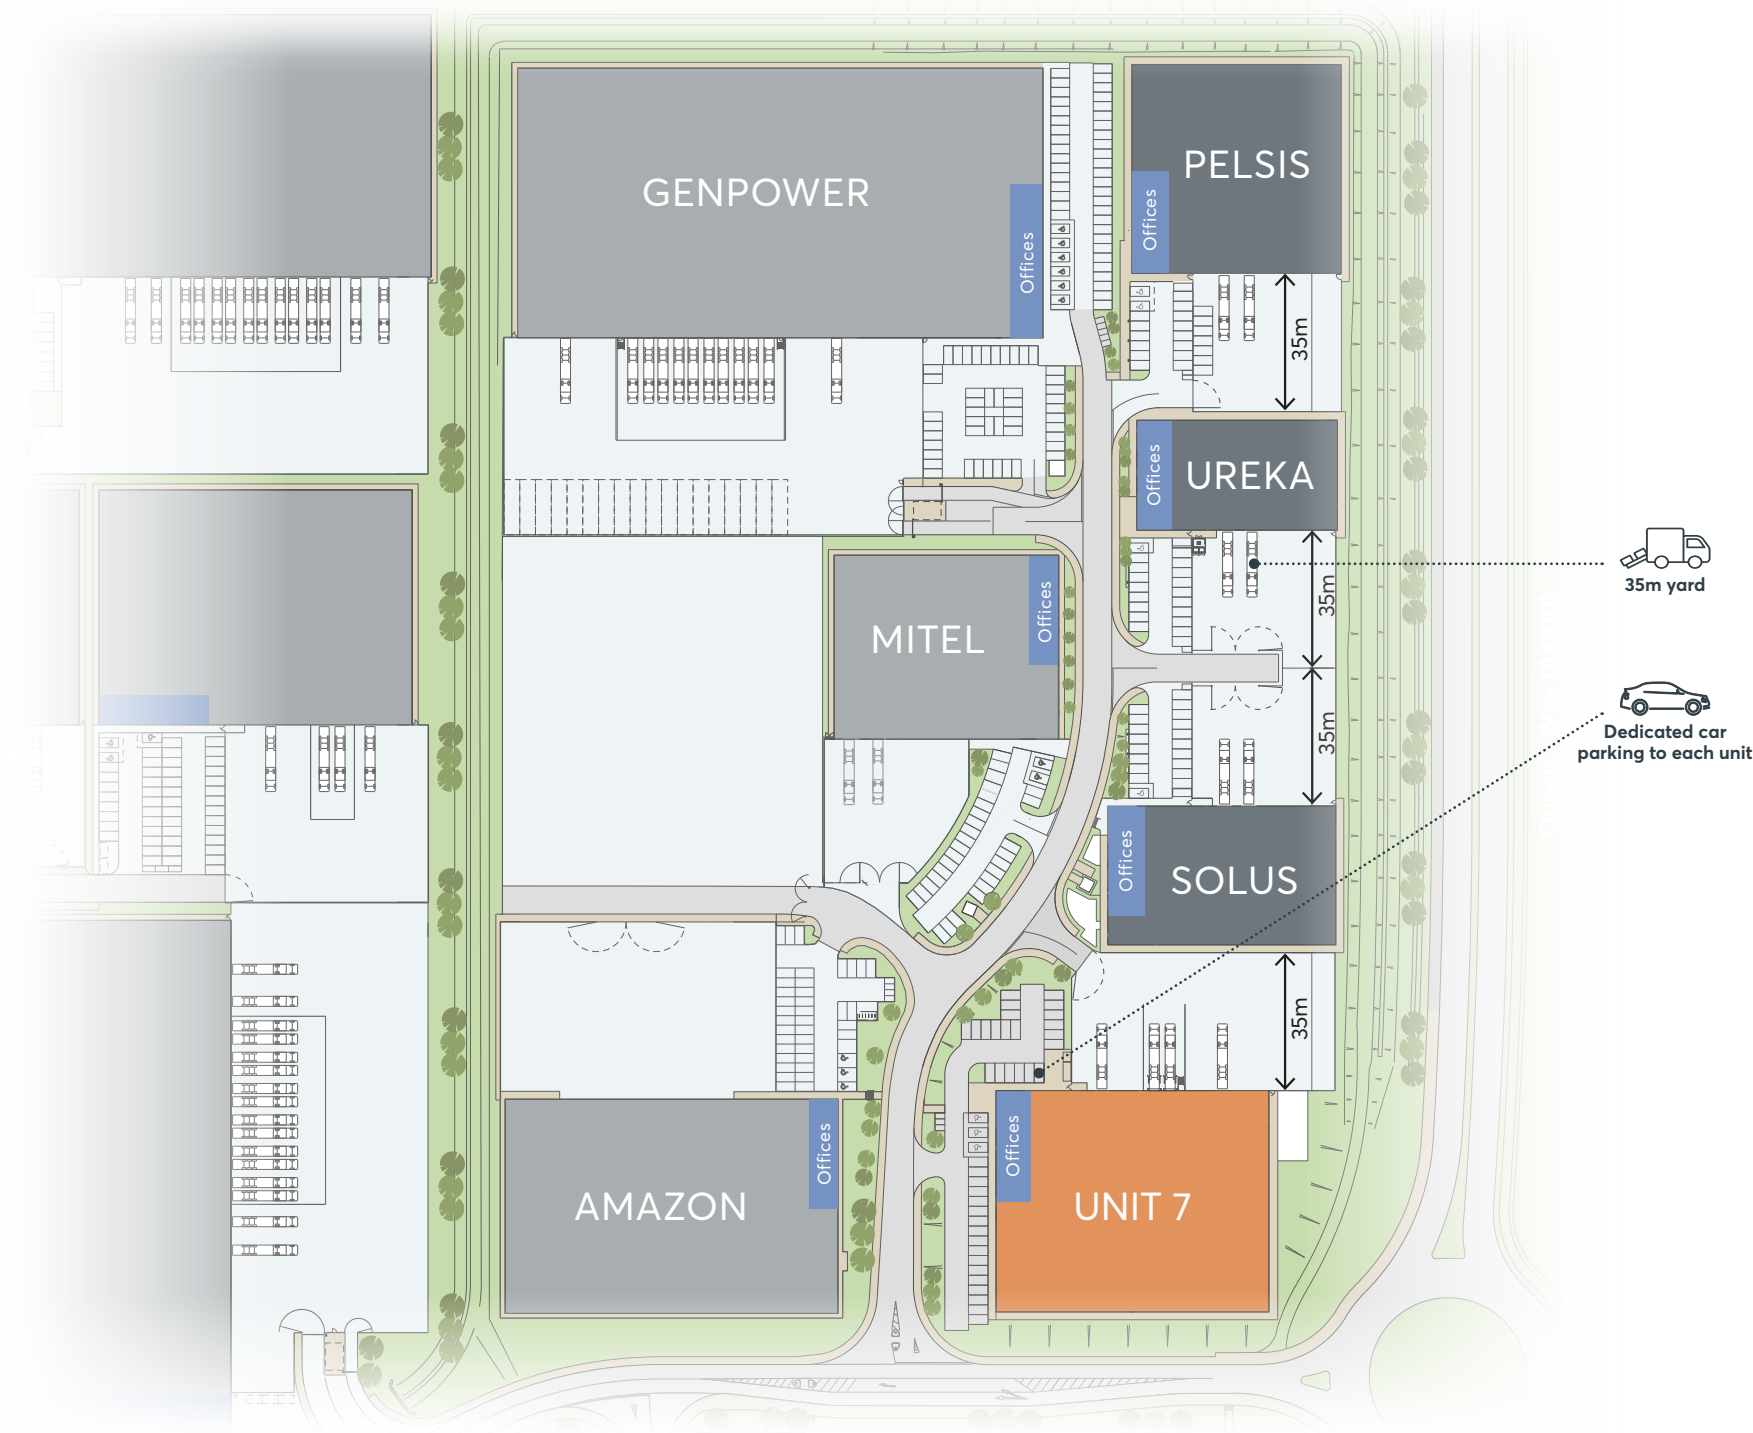 GENPOWER
Offices
PELSIS
Offices
35m
UREKA
Offices
35m
35m yard
MITEL
Offices
35m
Dedicated car
parking to each unit
SOLUS
Offices
35m
AMAZON
Offices
UNIT 7
Offices